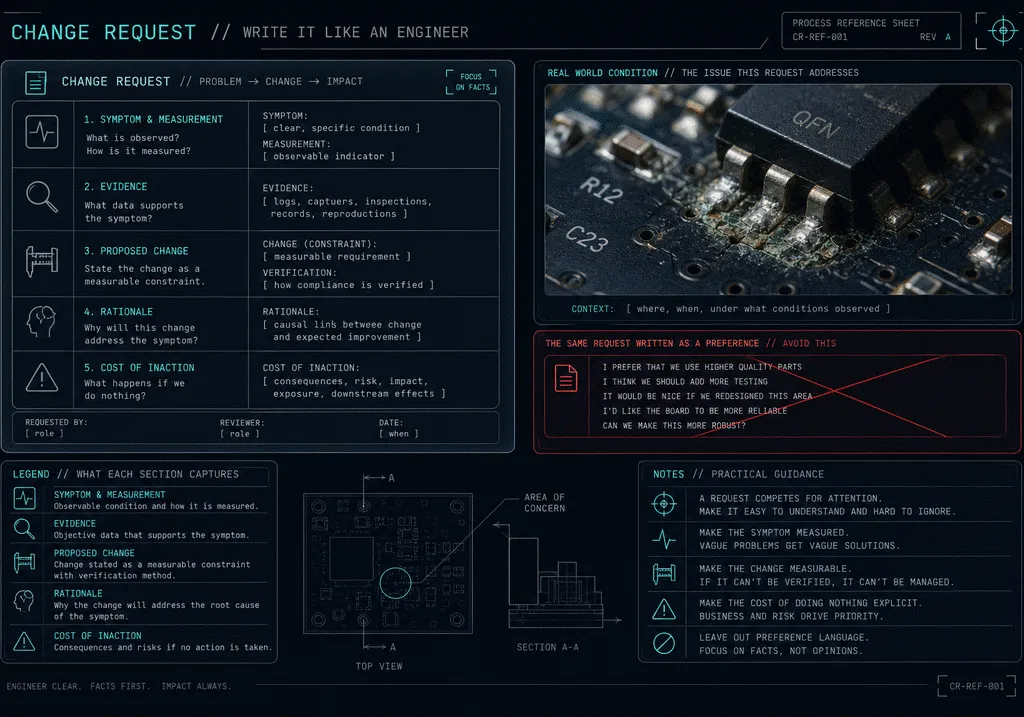 CHANGE REQUEST // WRITE IT LIKE AN ENGINEER
PROCESS REFERENCE SHEET
CR-REF-001 REV A
CHANGE REQUEST // PROBLEM → CHANGE → IMPACT
FOCUS
ON FACTS
1. SYMPTOM & MEASUREMENT
What is observed?
How is it measured?
SYMPTOM:
[ clear, specific condition ]
MEASUREMENT:
[ observable indicator ]
2. EVIDENCE
What data supports
the symptom?
EVIDENCE:
[ logs, captuers, inspections,
records, reproductions ]
3. PROPOSED CHANGE
State the change as a
measurable constraint.
CHANGE (CONSTRAINT):
[ measurable requirement ]
VERIFICATION:
[ how compliance is verified ]
4. RATIONALE
Why will this change
address the symptom?
RATIONALE:
[ causal link betweee change
and expected improvement ]
5. COST OF INACTION
What happens if we
do nothing?
COST OF INACTION:
[ consequences, risk, impact,
exposure, downstream effects ]
REQUESTED BY:
[ role ]
REVIEWER:
[ role ]
DATE:
[ when ]
REAL WORLD CONDITION // THE ISSUE THIS REQUEST ADDRESSES
QFN
R12
C23
CONTEXT: [ where, when, under what conditions observed ]
THE SAME REQUEST WRITTEN AS A PREFERENCE // AVOID THIS
I PREFER THAT WE USE HIGHER QUALITY PARTS
I THINK WE SHOULD ADD MORE TESTING
IT WOULD BE NICE IF WE REDESIGNED THIS AREA
I'D LIKE THE BOARD TO BE MORE RELIABLE
CAN WE MAKE THIS MORE ROBUST?
LEGEND // WHAT EACH SECTION CAPTURES
SYMPTOM & MEASUREMENT
Observable condition and how it is measured.
EVIDENCE
Objective data that supports the symptom.
PROPOSED CHANGE
Change stated as a measurable constraint
with verification method.
RATIONALE
Why the change will address the root cause
of the symptom.
COST OF INACTION
Consequences and risks if no action is taken.
A
AREA OF
CONCERN
A
TOP VIEW
SECTION A-A
NOTES // PRACTICAL GUIDANCE
A REQUEST COMPETES FOR ATTENTION.
MAKE IT EASY TO UNDERSTAND AND HARD TO IGNORE.
MAKE THE SYMPTOM MEASURED.
VAGUE PROBLEMS GET VAGUE SOLUTIONS.
MAKE THE CHANGE MEASURABLE.
IF IT CAN'T BE VERIFIED, IT CAN'T BE MANAGED.
MAKE THE COST OF DOING NOTHING EXPLICIT.
BUSINESS AND RISK DRIVE PRIORITY.
LEAVE OUT PREFERENCE LANGUAGE.
FOCUS ON FACTS, NOT OPINIONS.
ENGINEER CLEAR. FACTS FIRST. IMPACT ALWAYS.
CR-REF-001